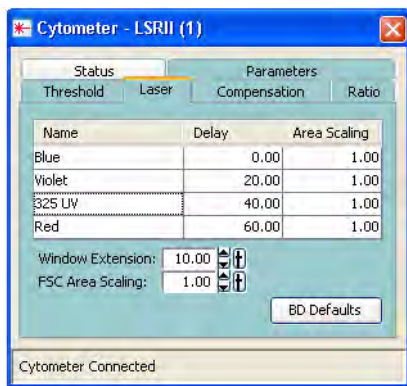 Cytometer - LSRII (1)
Status Parameters
Threshold Laser Compensation Ratio
Name Delay Area Scaling
Blue 0.00 1.00
Violet 20.00 1.00
325 UV 40.00 1.00
Red 60.00 1.00
Window Extension: 10.00
FSC Area Scaling: 1.00
BD Defaults
Cytometer Connected